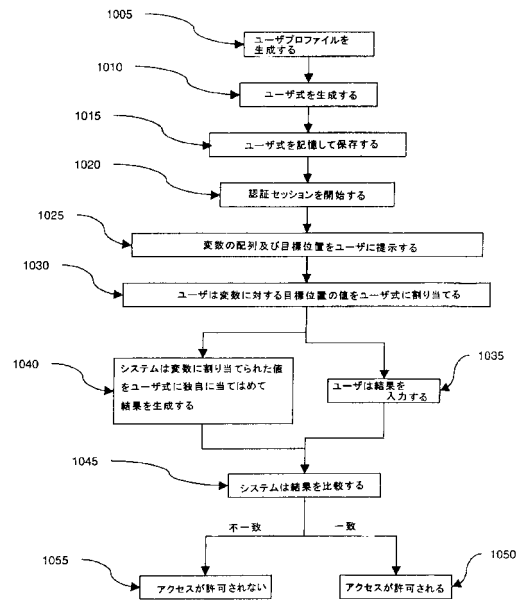 1005
ユーザプロファイルを
生成する
1010
ユーザ式を生成する
1015
ユーザ式を記憶して保存する
1020
認証セッションを開始する
1025
変数の配列及び目標位置をユーザに提示する
1030
ユーザは変数に対する目標位置の値をユーザ式に割り当てる
1040
システムは変数に割り当てられた値
をユーザ式に独自に当てはめて
結果を生成する
1035
ユーザは結果を
入力する
1045
システムは結果を比較する
不一致
一致
1055
アクセスが許可されない
1050
アクセスが許可される